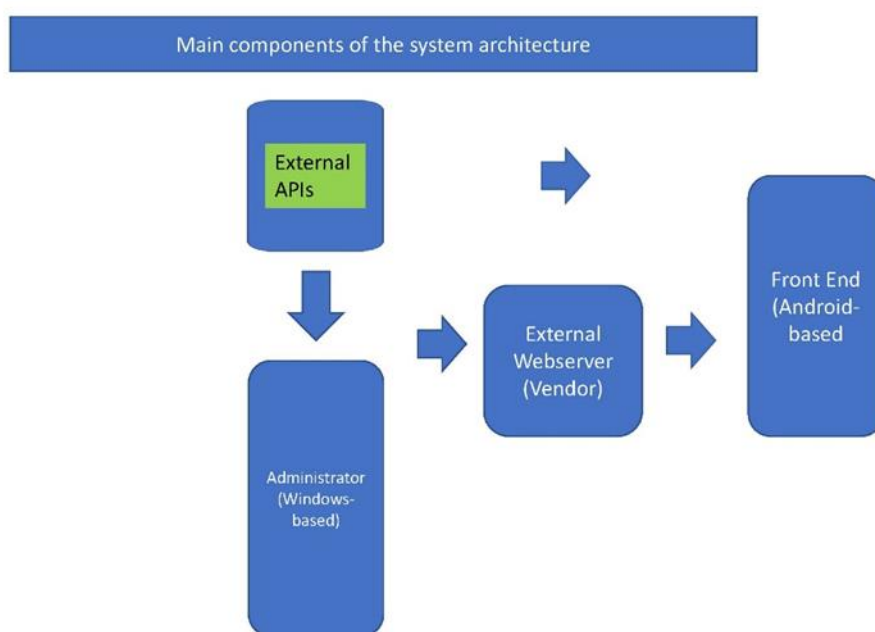 Main components of the system architecture
External
APIs
Front End
(Android-
based
External
Webserver
(Vendor)
Administrator
(Windows-
based)